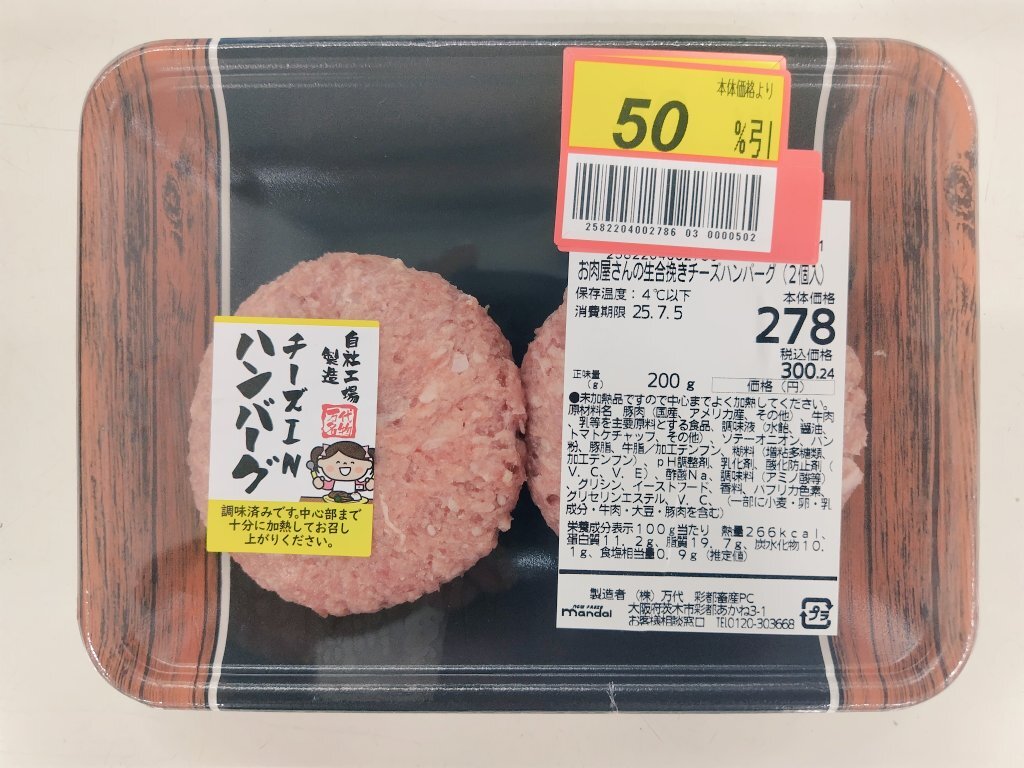 本体価格より
50
%引
2582204002786 03 0000502
お肉屋さんの生合挽きチーズハンバーグ(2個入)
保存温度:4℃以下
本体価格
消費期限 25.7.5
278
税込価格
300.24
正味量
(g)
200g
価格(円)
●未加熱品ですので中心までよく加熱してください。
原材料名 豚肉(国産、アメリカ産、その他)、牛肉
、乳等を主要原料とする食品、調味液(水飴、醤油、
トマトケチャップ、その他)、ソテーオニオン、パン
粉、豚脂、牛脂/加工デンプン、糊料(増粘多糖類、
加工デンプン)、pH調整剤、乳化剤、酸化防止剤(
V.C、V.E)、酢酸Na、調味料(アミノ酸等)
、グリシン、イーストフード、香料、パプリカ色素、
グリセリンエステル、V.C、(一部に小麦・卵・乳
成分・牛肉・大豆・豚肉を含む)
栄養成分表示100g当たり 熱量266kcal、
蛋白質11.2g、脂質19.7g、炭水化物10.
1g、食塩相当量0.9g(推定値)
製造者 (株)万代 彩都畜産PC
大阪府茨木市彩都あかね3-1
お客様相談窓口 TEL0120-303668
mandai
プラ
自社工場
製造
チーズIN
ハンバーグ
調味済みです。中心部まで
十分に加熱してお召し
上がりください。